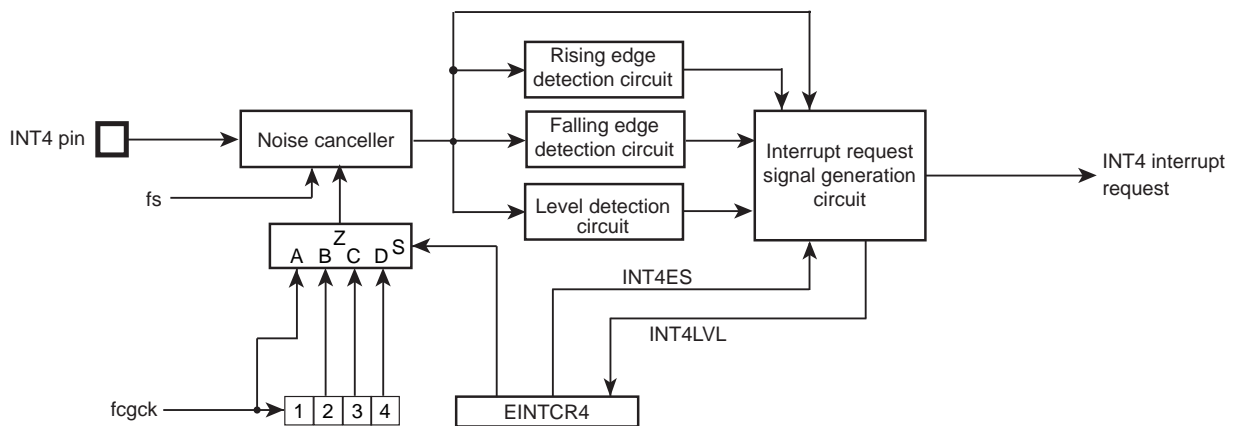 Rising edge
detection circuit
INT4 pin
Noise canceller
Falling edge
detection circuit
Interrupt request
signal generation
circuit
INT4 interrupt
request
fs
Level detection
circuit
Z
S
A B C D
INT4ES
INT4LVL
fcgck
1 2 3 4
EINTCR4